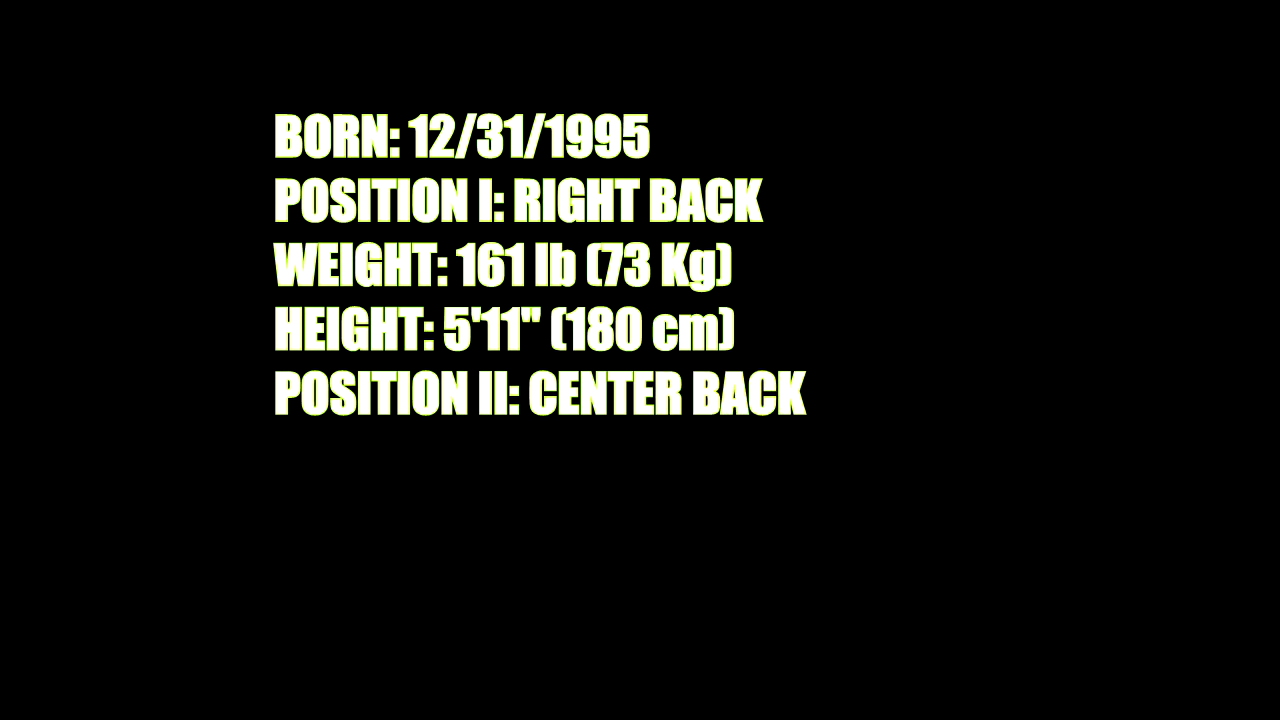 BORN: 12/31/1995
POSITION I: RIGHT BACK
WEIGHT: 161 lb (73 Kg)
HEIGHT: 5'11" (180 cm)
POSITION II: CENTER BACK